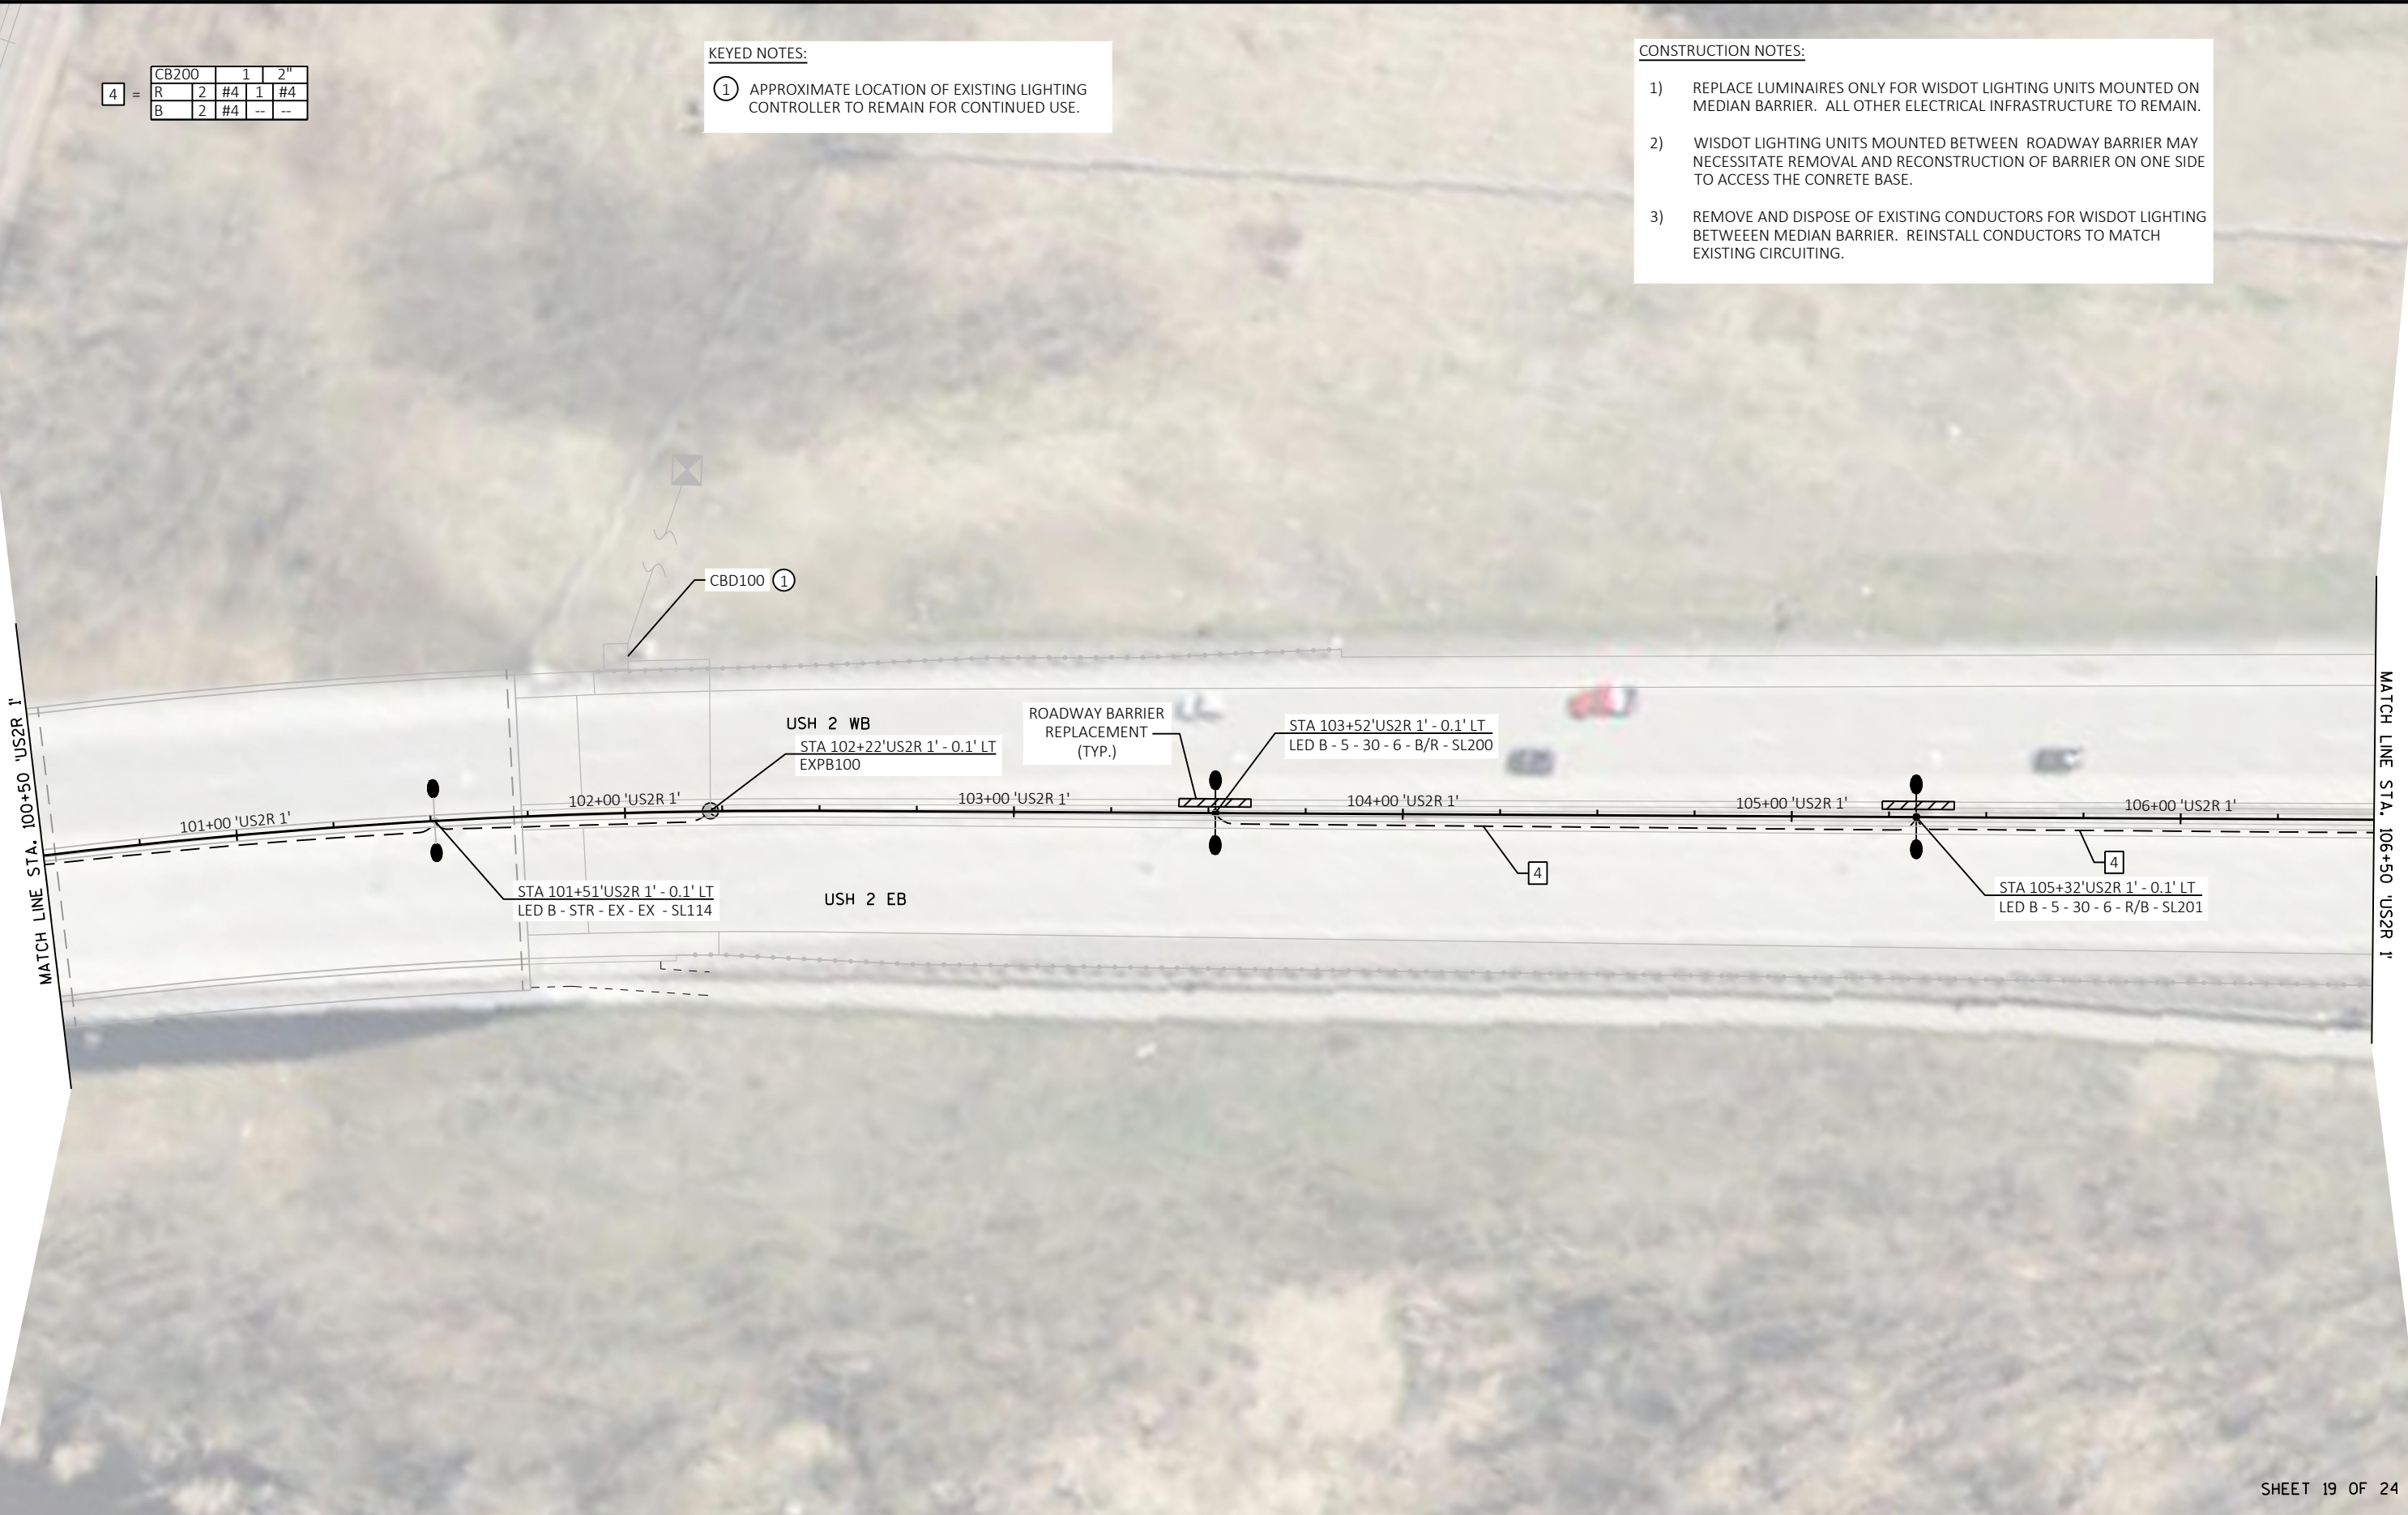 4 =
CB200 1 2"
R 2 #4 1 #4
B 2 #4 -- --
KEYED NOTES:
1 APPROXIMATE LOCATION OF EXISTING LIGHTING
CONTROLLER TO REMAIN FOR CONTINUED USE.
CONSTRUCTION NOTES:
1) REPLACE LUMINAIRES ONLY FOR WISDOT LIGHTING UNITS MOUNTED ON
MEDIAN BARRIER. ALL OTHER ELECTRICAL INFRASTRUCTURE TO REMAIN.
2) WISDOT LIGHTING UNITS MOUNTED BETWEEN ROADWAY BARRIER MAY
NECESSITATE REMOVAL AND RECONSTRUCTION OF BARRIER ON ONE SIDE
TO ACCESS THE CONRETE BASE.
3) REMOVE AND DISPOSE OF EXISTING CONDUCTORS FOR WISDOT LIGHTING
BETWEEEN MEDIAN BARRIER. REINSTALL CONDUCTORS TO MATCH
EXISTING CIRCUITING.
CBD100 1
MATCH LINE STA. 100+50 'US2R 1'
USH 2 WB
STA 102+22'US2R 1' - 0.1' LT
EXPB100
ROADWAY BARRIER
REPLACEMENT
(TYP.)
STA 103+52'US2R 1' - 0.1' LT
LED B - 5 - 30 - 6 - B/R - SL200
101+00 'US2R 1'
102+00 'US2R 1'
103+00 'US2R 1'
104+00 'US2R 1'
105+00 'US2R 1'
106+00 'US2R 1'
4
4
STA 101+51'US2R 1' - 0.1' LT
LED B - STR - EX - EX - SL114
USH 2 EB
STA 105+32'US2R 1' - 0.1' LT
LED B - 5 - 30 - 6 - R/B - SL201
MATCH LINE STA. 106+50 'US2R 1'
SHEET 19 OF 24